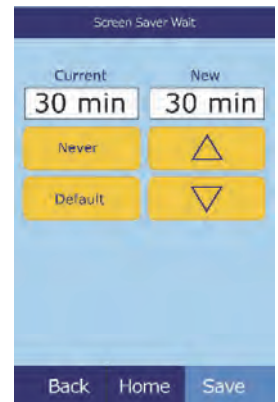 Screen Saver Wait
Current New
30 min 30 min
Never
Default
Back Home Save